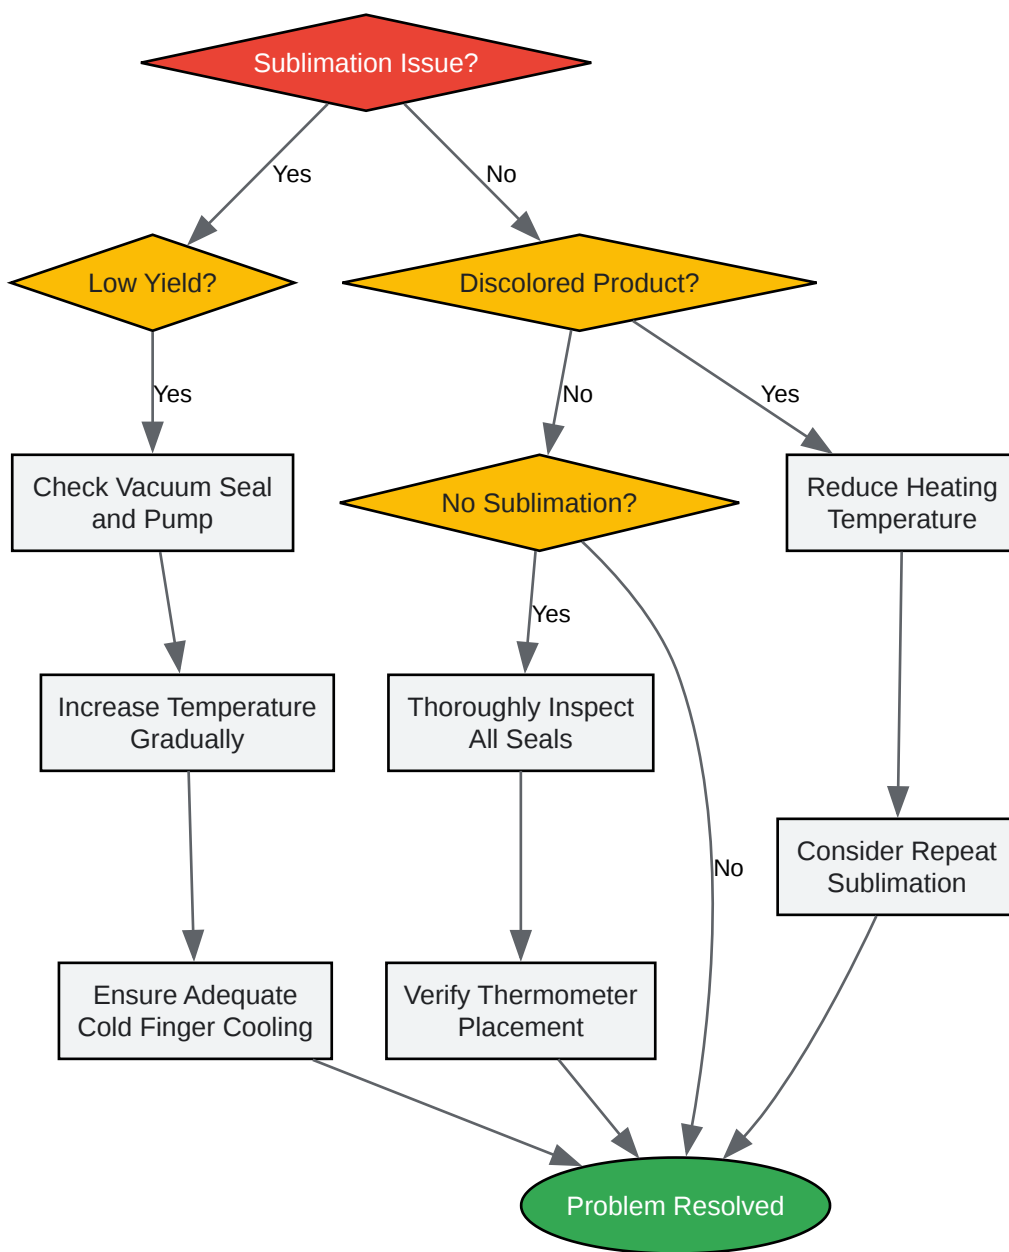 Sublimation Issue?
Yes
No
Low Yield?
Discolored Product?
Yes
No
Yes
Check Vacuum Seal
and Pump
No Sublimation?
Reduce Heating
Temperature
Yes
Increase Temperature
Gradually
Thoroughly Inspect
All Seals
No
Consider Repeat
Sublimation
Ensure Adequate
Cold Finger Cooling
Verify Thermometer
Placement
Problem Resolved